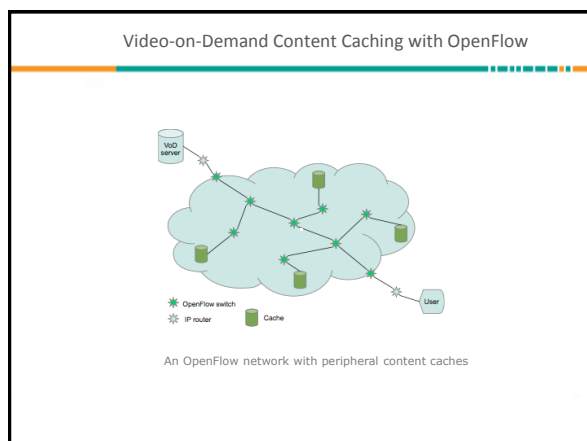 Video-on-Demand Content Caching with OpenFlow
VoD
server
User
OpenFlow switch
IP router
Cache
An OpenFlow network with peripheral content caches